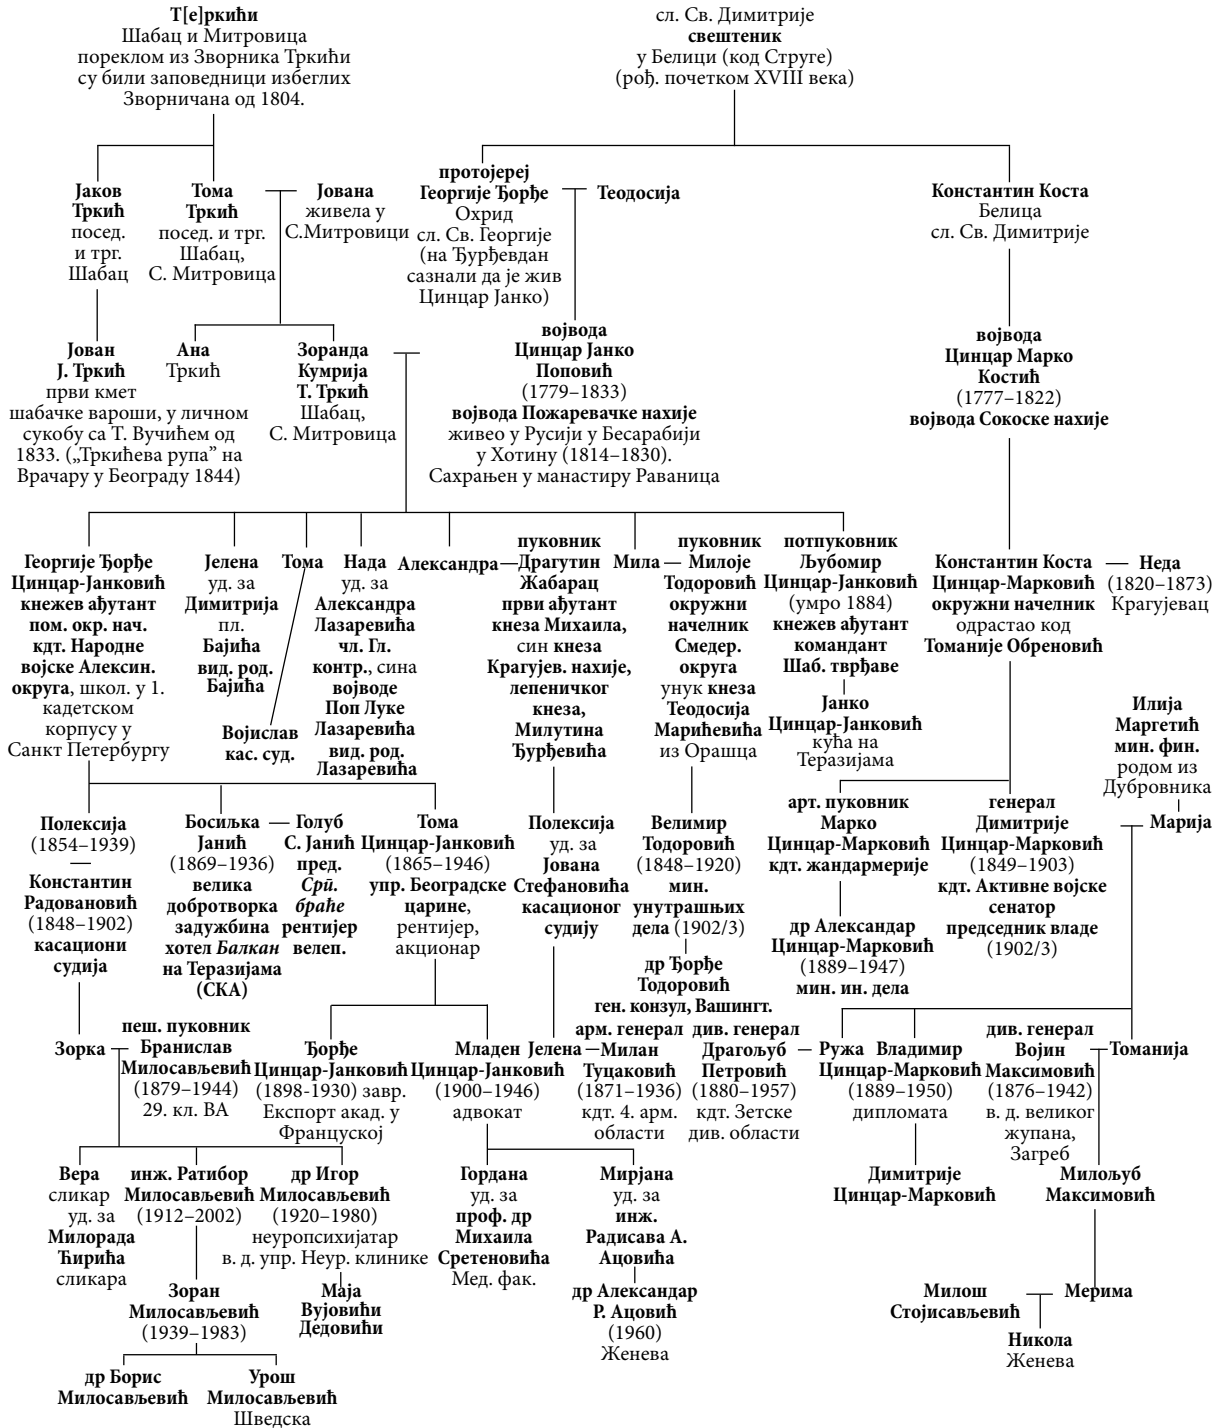 Т[е]ркићи
Шабац и Митровица
пореклом из Зворника Тркићи
су били заповедници избеглих
Зворничана од 1804.
сл. Св. Димитрије
свештеник
у Белици (код Струге)
(рођ. почетком XVIII века)
Јаков
Тркић
посед.
и трг.
Шабац
Тома
Тркић
посед. и трг.
Шабац,
С. Митровица
Јована
живела у
С.Митровици
протојереј
Георгије Ђорђе
Охрид
сл. Св. Георгије
(на Ђурђевдан
сазнали да је жив
Цинцар Јанко)
Теодосија
Константин Коста
Белица
сл. Св. Димитрије
Јован
Ј. Тркић
први кмет
шабачке вароши, у личном
сукобу са Т. Вучићем од
1833. („Тркићева рупа” на
Врачару у Београду 1844)
Ана
Тркић
Зоранда
Кумрија
Т. Тркић
Шабац,
С. Митровица
војвода
Цинцар Јанко
Поповић
(1779–1833)
војвода Пожаревачке нахије
живео у Русији у Бесарабији
у Хотину (1814–1830).
Сахрањен у манастиру Раваница
војвода
Цинцар Марко
Костић
(1777–1822)
војвода Сокоске нахије
Георгије Ђорђе
Цинцар-Јанковић
кнежев ађутант
пом. окр. нач.
кдт. Народне
војске Алексин.
округа, школ. у 1.
кадетском
корпусу у
Санкт Петербургу
Јелена
уд. за
Димитрија
пл.
Бајића
вид. род.
Бајића
Тома
Војислав
кас. суд.
Нада
уд. за
Александра
Лазаревића
чл. Гл.
контр., сина
војводе
Поп Луке
Лазаревића
вид. род.
Лазаревића
Александра
пуковник
Драгутин
Жабарац
први ађутант
кнеза Михаила,
син кнеза
Крагујев. нахије,
лепеничког
кнеза,
Милутина
Ђурђевића
Мила
пуковник
Милоје
Тодоровић
окружни
начелник
Смедер.
округа
унук кнеза
Теодосија
Марићевића
из Орашца
потпуковник
Љубомир
Цинцар-Јанковић
(умро 1884)
кнежев ађутант
командант
Шаб. тврђаве
Јанко
Цинцар-Јанковић
кућа на
Теразијама
Константин Коста
Цинцар-Марковић
окружни начелник
одрастао код
Томаније Обреновић
Неда
(1820–1873)
Крагујевац
Илија
Маргетић
мин. фин.
родом из
Дубровника
Полексија
(1854–1939)
Константин
Радовановић
(1848–1902)
касациони
судија
Босиљка
Јанић
(1869–1936)
велика
добротворка
задужбина
хотел Балкан
на Теразијама
(СКА)
Голуб
С. Јанић
пред.
Срп.
браће
рентијер
велеп.
Тома
Цинцар-Јанковић
(1865–1946)
упр. Београдске
царине,
рентијер,
акционар
Полексија
уд. за
Јована
Стефановића
касационог
судију
Велимир
Тодоровић
(1848–1920)
мин.
унутрашњих
дела (1902/3)
др Ђорђе
Тодоровић
ген. конзул, Вашингт.
арт. пуковник
Марко
Цинцар-Марковић
кдт. жандармерије
др Александар
Цинцар-Марковић
(1889–1947)
мин. ин. дела
генерал
Димитрије
Цинцар-Марковић
(1849–1903)
кдт. Активне војске
сенатор
председник владе
(1902/3)
Марија
Зорка
пеш. пуковник
Бранислав
Милосављевић
(1879–1944)
29. кл. ВА
Ђорђе
Цинцар-Јанковић
(1898-1930) завр.
Експорт акад. у
Француској
Младен
Цинцар-Јанковић
(1900–1946)
адвокат
Јелена
арм. генерал
Милан
Туцаковић
(1871–1936)
кдт. 4. арм.
области
див. генерал
Драгољуб
Петровић
(1880–1957)
кдт. Зетске
див. области
Ружа
Владимир
Цинцар-Марковић
(1889–1950)
дипломата
див. генерал
Војин
Максимовић
(1876–1942)
в. д. великог
жупана,
Загреб
Томанија
Вера
сликар
уд. за
Милорада
Ћирића
сликара
инж. Ратибор
Милосављевић
(1912–2002)
др Игор
Милосављевић
(1920–1980)
неуропсихијатар
в. д. упр. Неур. клинике
Гордана
уд. за
проф. др
Михаила
Сретеновића
Мед. фак.
Мирјана
уд. за
инж.
Радисава А.
Ацовића
Димитрије
Цинцар-Марковић
Милољуб
Максимовић
Зоран
Милосављевић
(1939–1983)
Маја
Вујовићи
Дедовићи
др Александар
Р. Ацовић
(1960)
Женева
Милош
Стојисављевић
Мерима
Никола
Женева
др Борис
Милосављевић
Урош
Милосављевић
Шведска